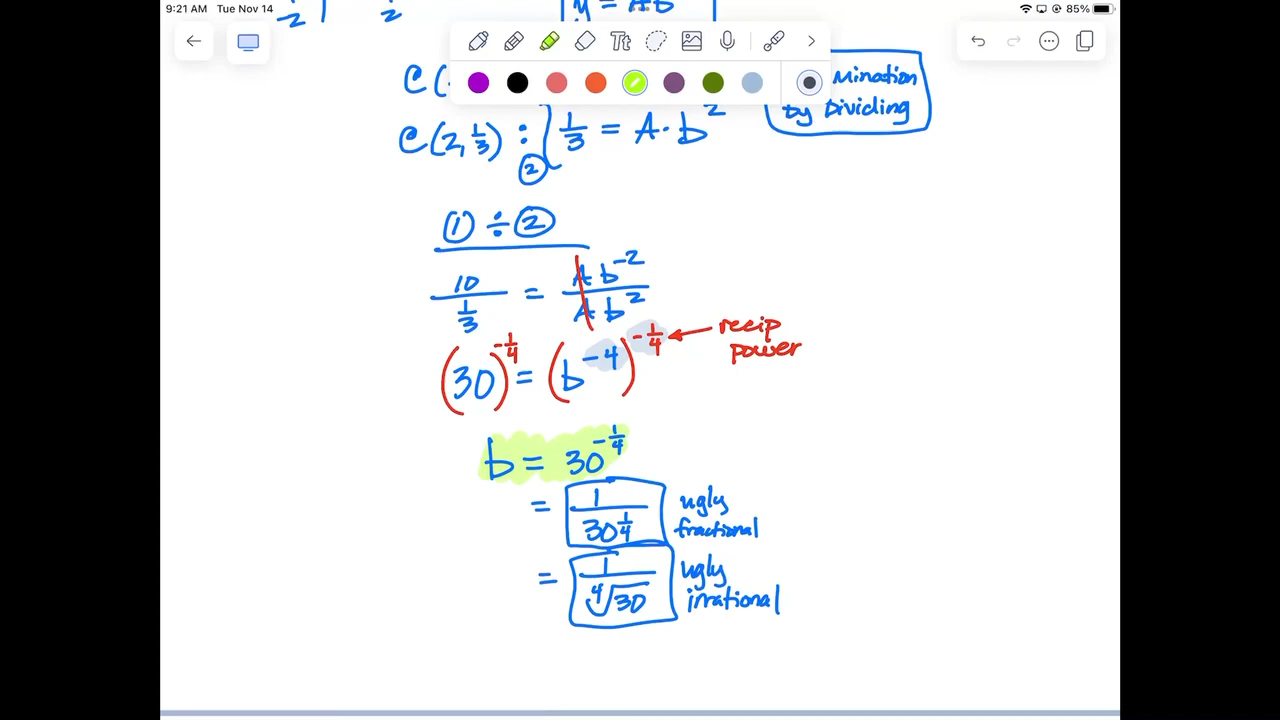 9:21 AM Tue Nov 14 85%
y = Ab
Tt
@ (
mination
by Dividing
@ (2, 1/3) : ② { 1/3 = A · b^2
① ÷ ②
10 / (1/3) = A b^-2 / A b^2
(30)^-1/4 = (b^-4)^-1/4 ← recip
power
b = 30^-1/4
= 1 / 30^1/4 ugly
fractional
= 1 / ∜30 ugly
irrational